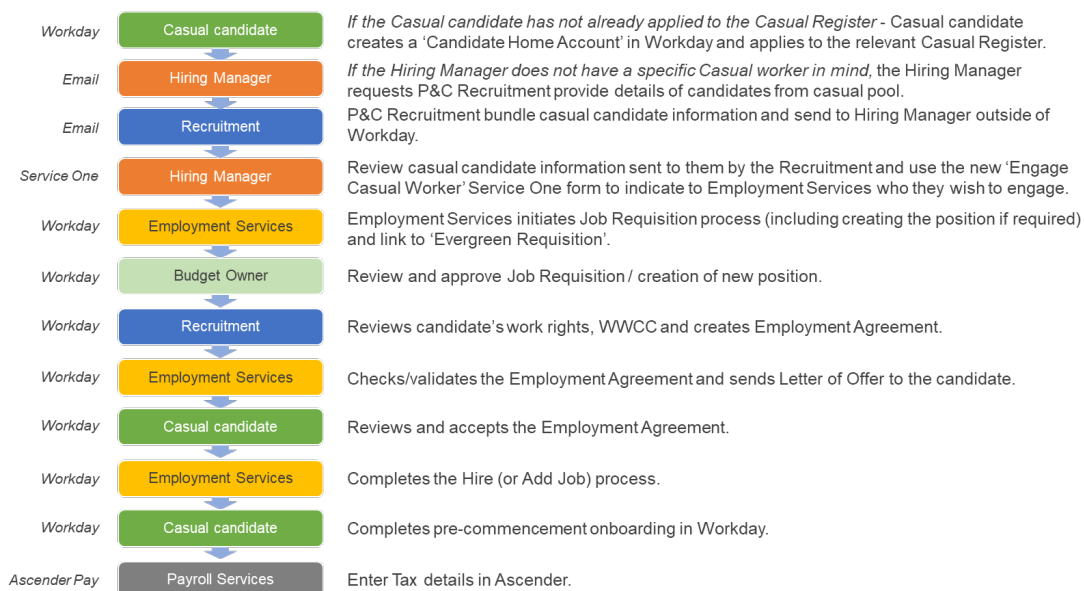 Workday
Casual candidate
If the Casual candidate has not already applied to the Casual Register - Casual candidate
creates a ‘Candidate Home Account’ in Workday and applies to the relevant Casual Register.
Email
Hiring Manager
If the Hiring Manager does not have a specific Casual worker in mind, the Hiring Manager
requests P&C Recruitment provide details of candidates from casual pool.
Email
Recruitment
P&C Recruitment bundle casual candidate information and send to Hiring Manager outside of
Workday.
Service One
Hiring Manager
Review casual candidate information sent to them by the Recruitment and use the new ‘Engage
Casual Worker’ Service One form to indicate to Employment Services who they wish to engage.
Workday
Employment Services
Employment Services initiates Job Requisition process (including creating the position if required)
and link to ‘Evergreen Requisition’.
Workday
Budget Owner
Review and approve Job Requisition / creation of new position.
Workday
Recruitment
Reviews candidate’s work rights, WWCC and creates Employment Agreement.
Workday
Employment Services
Checks/validates the Employment Agreement and sends Letter of Offer to the candidate.
Workday
Casual candidate
Reviews and accepts the Employment Agreement.
Workday
Employment Services
Completes the Hire (or Add Job) process.
Workday
Casual candidate
Completes pre-commencement onboarding in Workday.
Ascender Pay
Payroll Services
Enter Tax details in Ascender.